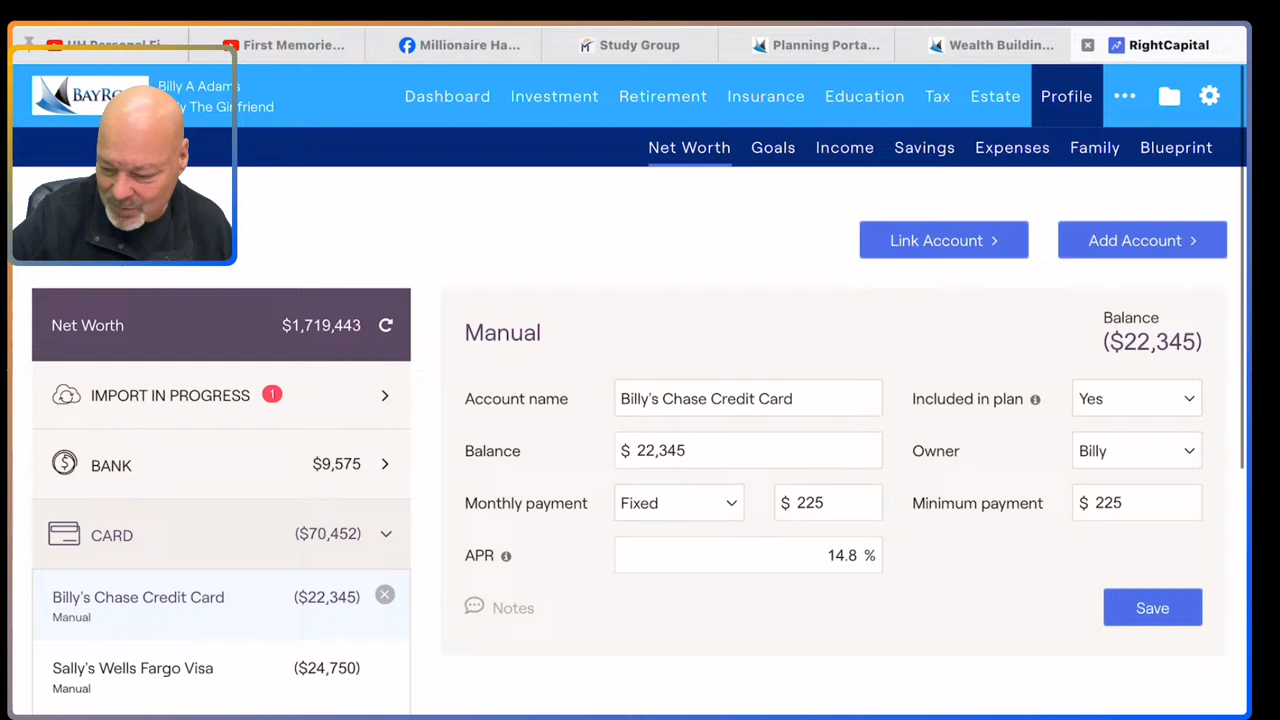 First Memorie...
Millionaire Ha...
Study Group
Planning Porta...
Wealth Building...
RightCapital
Billy A Adams
The Girlfriend
Dashboard
Investment
Retirement
Insurance
Education
Tax
Estate
Profile
Net Worth
Goals
Income
Savings
Expenses
Family
Blueprint
Link Account
Add Account
Net Worth $1,719,443
IMPORT IN PROGRESS 1
BANK $9,575
CARD ($70,452)
Billy's Chase Credit Card ($22,345)
Manual
Sally's Wells Fargo Visa ($24,750)
Manual
Manual
Balance
($22,345)
Account name Billy's Chase Credit Card
Included in plan Yes
Balance $ 22,345
Owner Billy
Monthly payment Fixed $ 225
Minimum payment $ 225
APR 14.8 %
Notes
Save